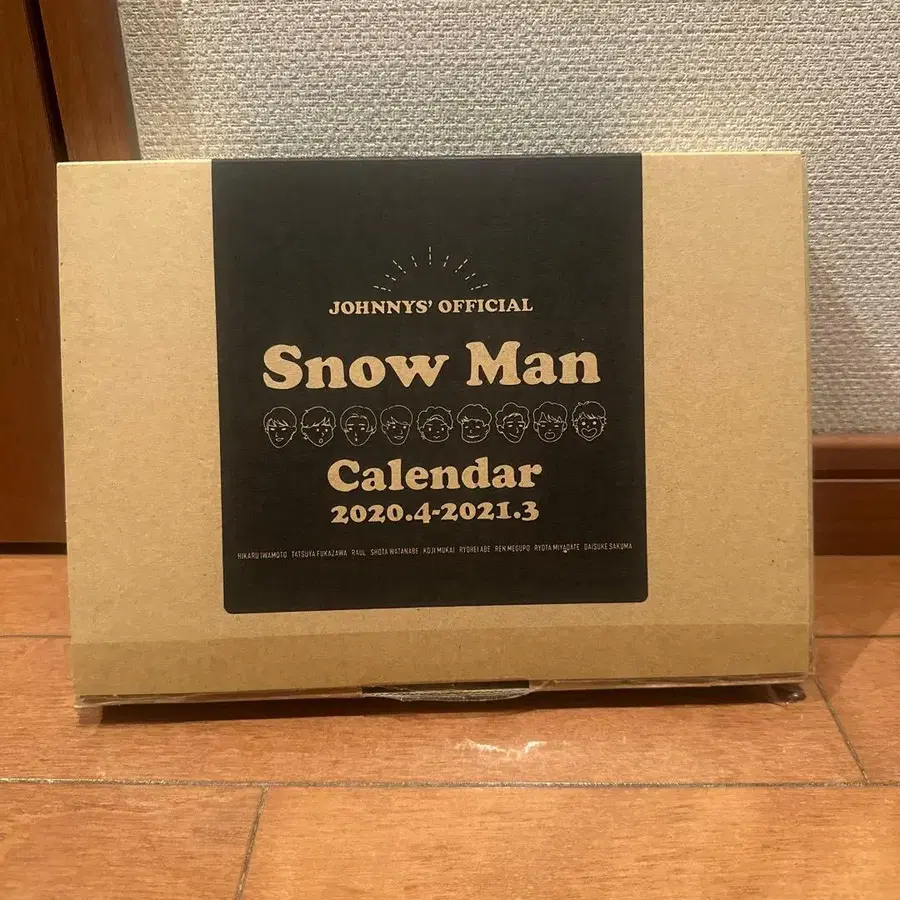 JOHNNYS' OFFICIAL
Snow Man
Calendar
2020.4-2021.3
HIKARU IWAMOTO TATSUYA FUKAZAWA RAUL SHOTA WATANABE KOJI MUKAI RYOHEI ABE REN MEGUPO RYOTA MIYADATE DAISUKE SAKUMA